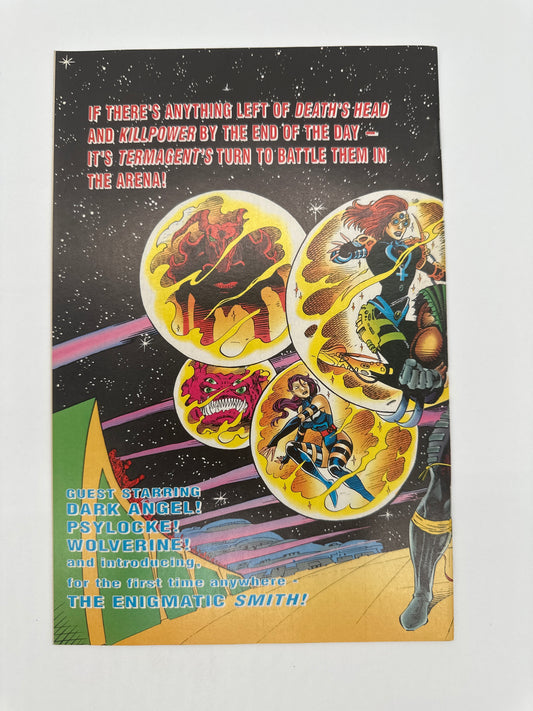 IF THERE'S ANYTHING LEFT OF DEATH'S HEAD
AND KILLPOWER BY THE END OF THE DAY –
IT'S TERMAGENT'S TURN TO BATTLE THEM IN
THE ARENA!
GUEST STARRING
DARK ANGEL!
PSYLOCKE!
WOLVERINE!
and introducing,
for the first time anywhere -
THE ENIGMATIC SMITH!